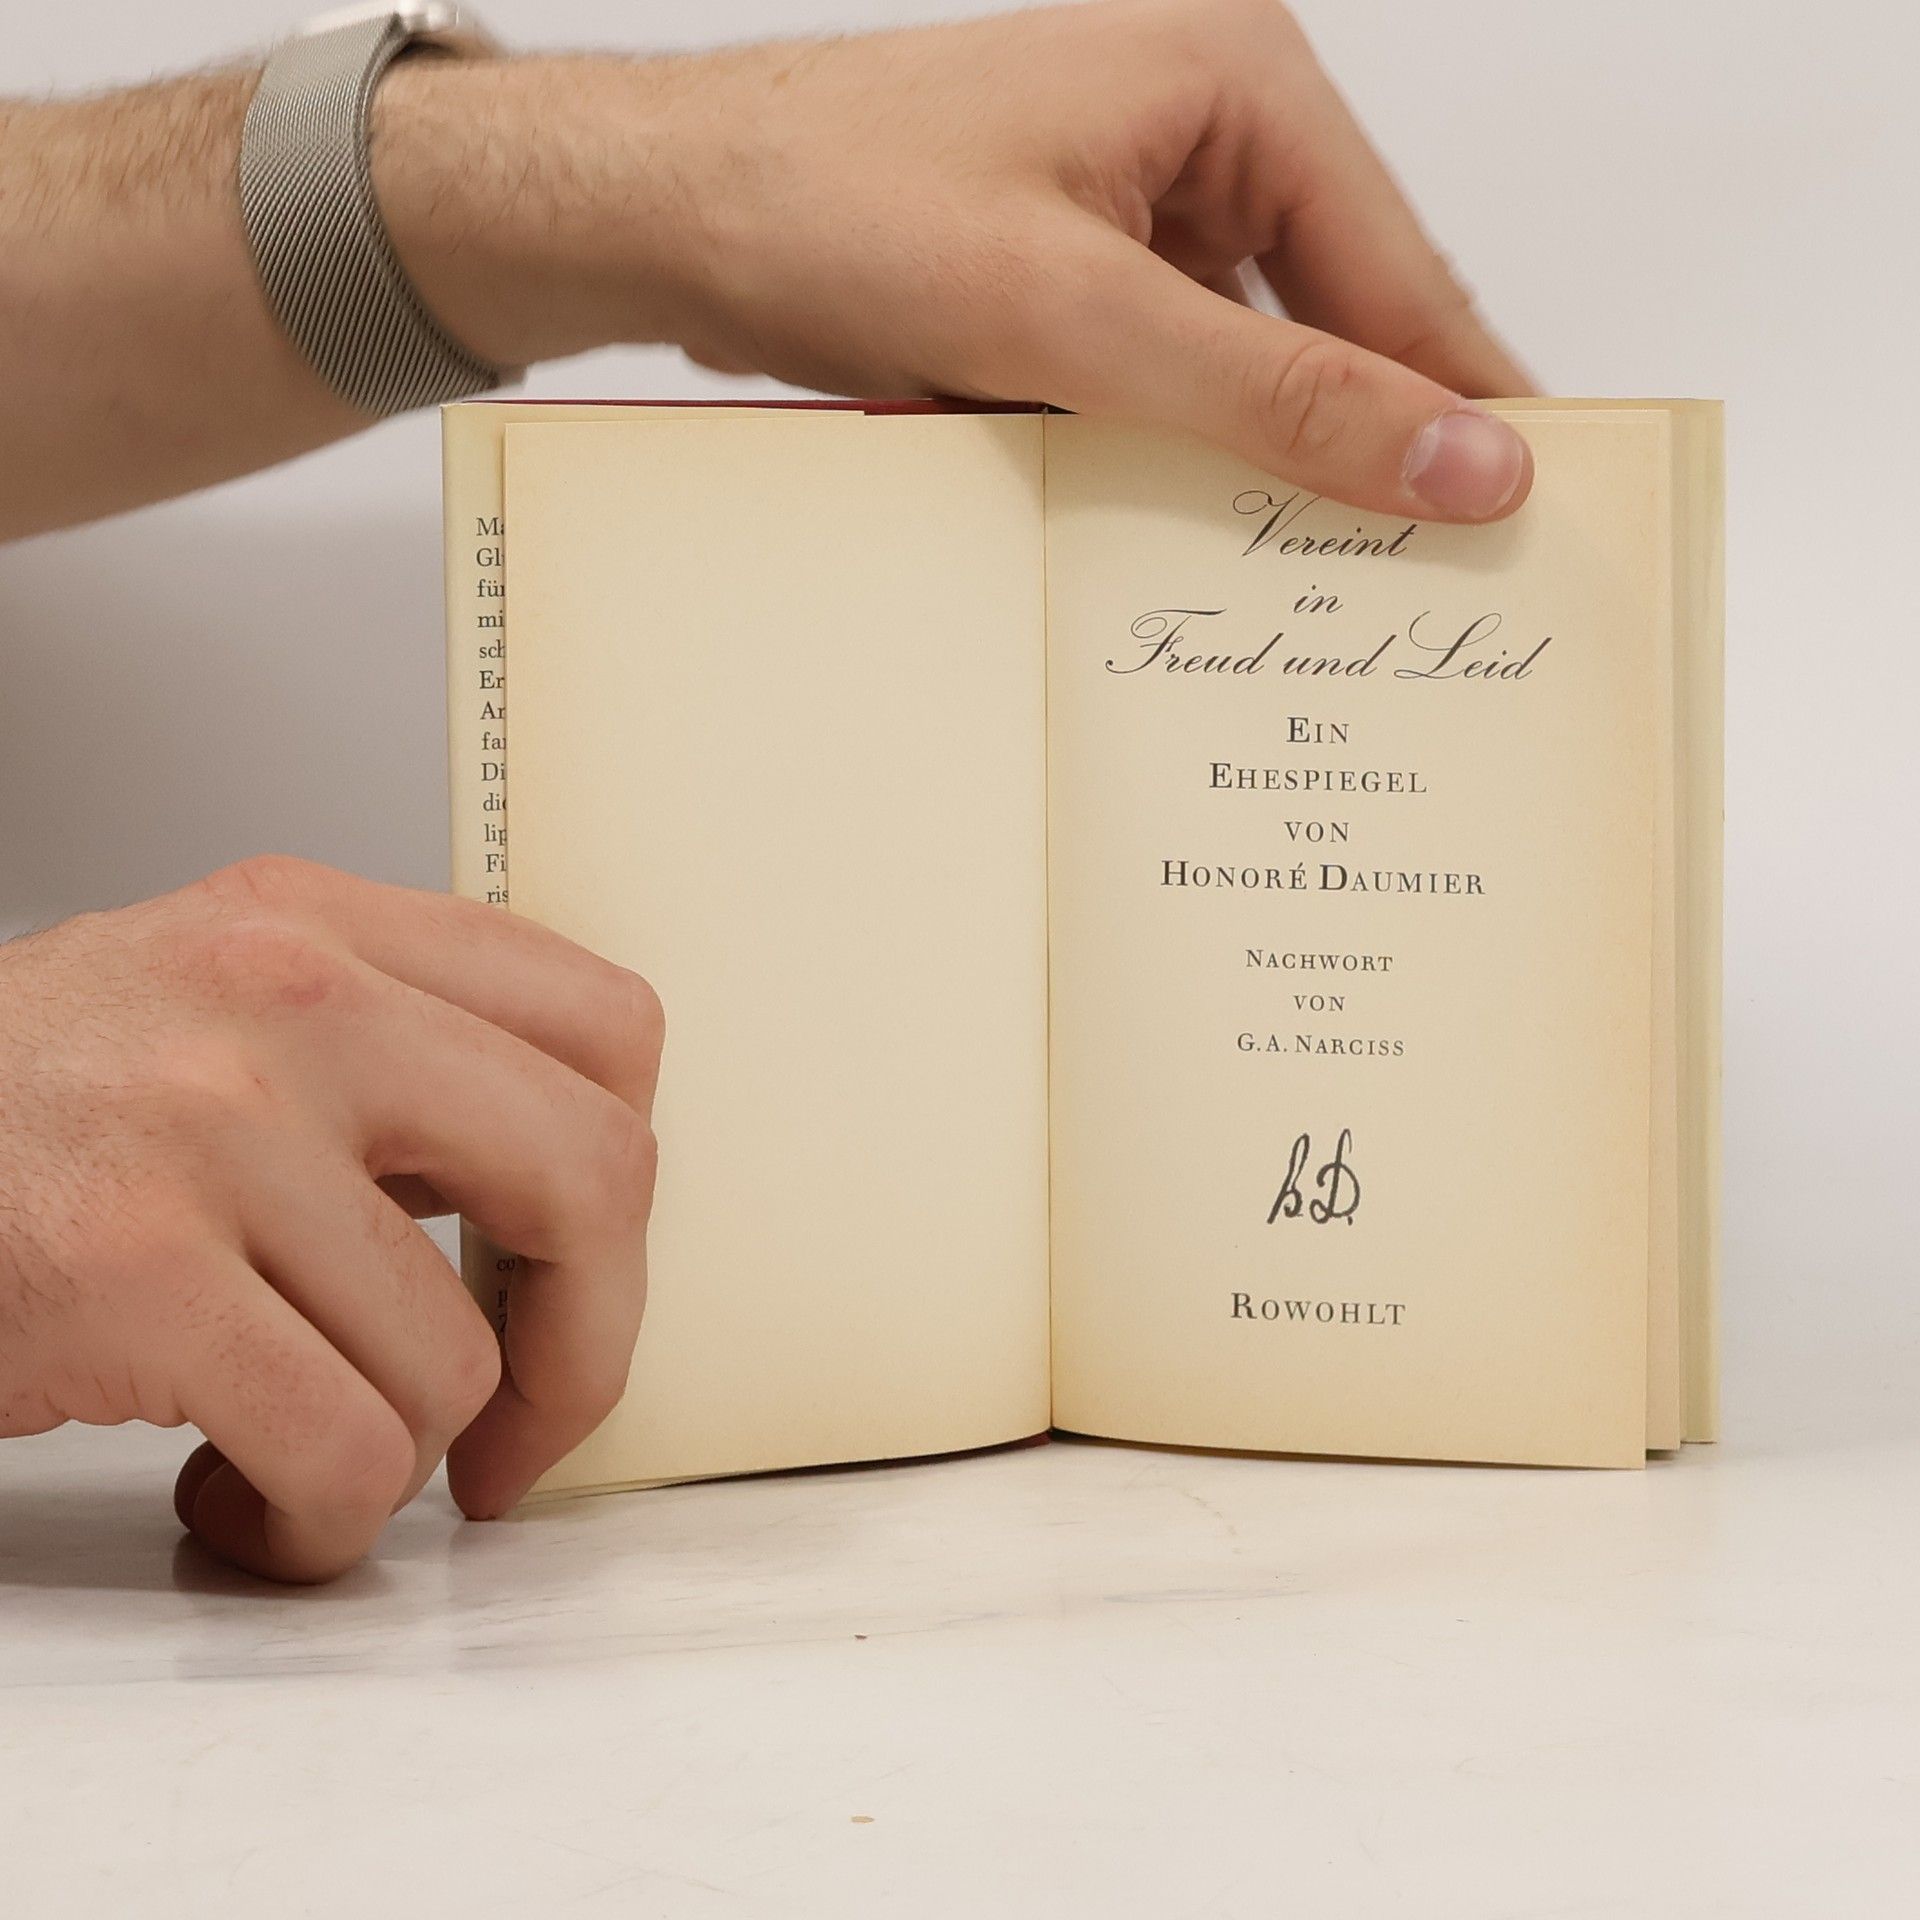 Vereint
in
Freud und Leid
EIN
EHESPIEGEL
VON
HONORÉ DAUMIER
NACHWORT
VON
G. A. NARCISS
h.D.
ROWOHLT